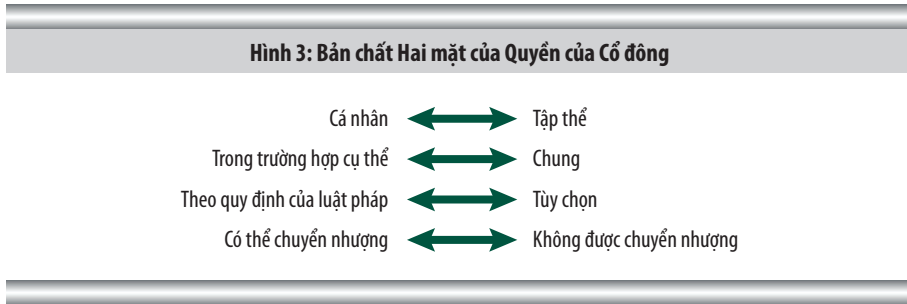 Hình 3: Bản chất Hai mặt của Quyền của Cổ đông
Cá nhân Tập thể
Trong trường hợp cụ thể Chung
Theo quy định của luật pháp Tùy chọn
Có thể chuyển nhượng Không được chuyển nhượng